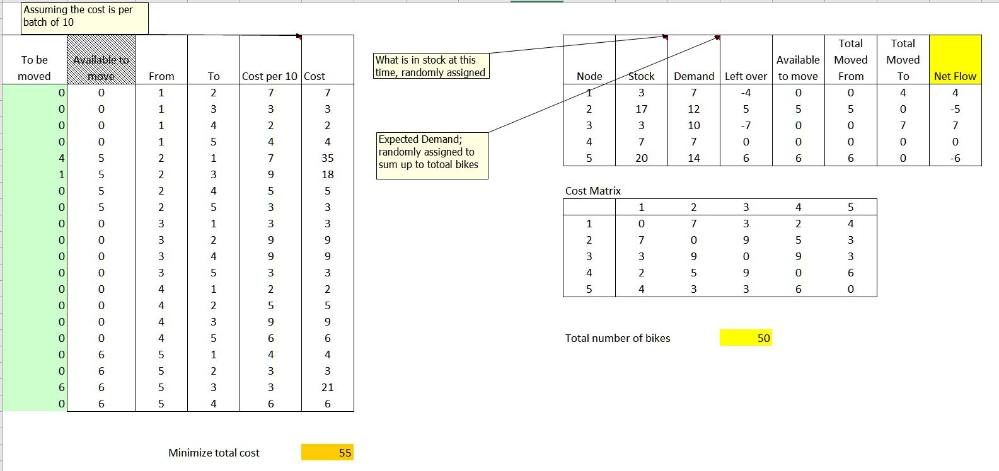 Assuming the cost is per
batch of 10
To be
moved
Available to
move
From
To
Cost per 10
Cost
0 0 1 2 7 7
0 0 1 3 3 3
0 0 1 4 2 2
0 0 1 5 4 4
4 5 2 1 7 35
1 5 2 3 9 18
0 5 2 4 5 5
0 5 2 5 3 3
0 0 3 1 3 3
0 0 3 2 9 9
0 0 3 4 9 9
0 0 3 5 3 3
0 0 4 1 2 2
0 0 4 2 5 5
0 0 4 3 9 9
0 0 4 5 6 6
0 6 5 1 4 4
0 6 5 2 3 3
6 6 5 3 3 21
0 6 5 4 6 6
Minimize total cost 55
What is in stock at this
time, randomly assigned
Expected Demand;
randomly assigned to
sum up to totoal bikes
Node
Stock
Demand
Left over
Available
to move
Total
Moved
From
Total
Moved
To
Net Flow
1 3 7 -4 0 0 4 4
2 17 12 5 5 5 0 -5
3 3 10 -7 0 0 7 7
4 7 7 0 0 0 0 0
5 20 14 6 6 6 0 -6
Cost Matrix
1 2 3 4 5
1 0 7 3 2 4
2 7 0 9 5 3
3 3 9 0 9 3
4 2 5 9 0 6
5 4 3 3 6 0
Total number of bikes 50